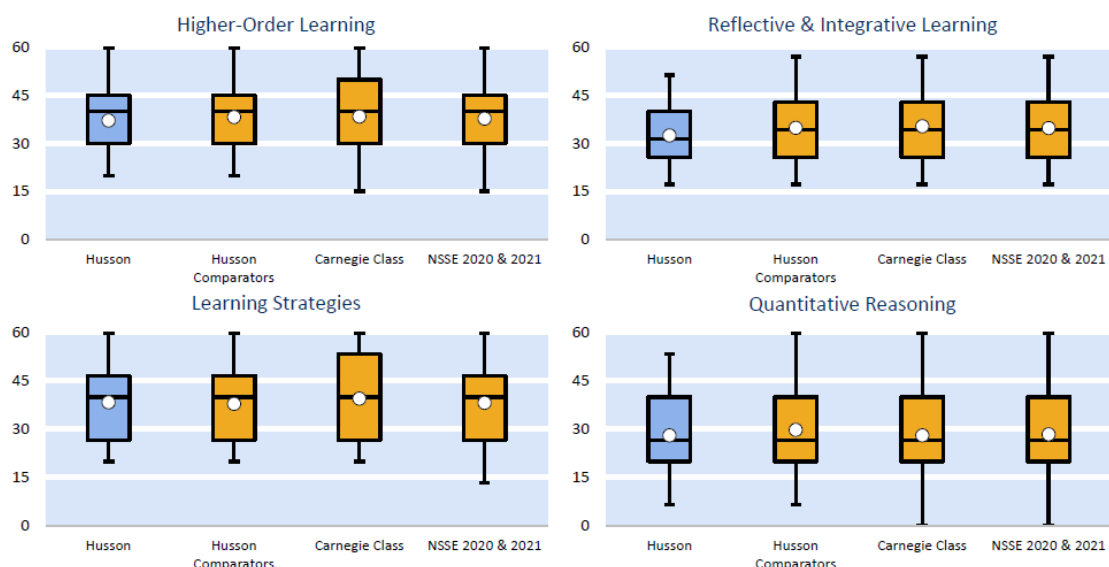 Higher-Order Learning
60
45
30
15
0
Husson
Husson
Comparators
Carnegie Class
NSSE 2020 & 2021
Reflective & Integrative Learning
60
45
30
15
0
Husson
Husson
Comparators
Carnegie Class
NSSE 2020 & 2021
Learning Strategies
60
45
30
15
0
Husson
Husson
Comparators
Carnegie Class
NSSE 2020 & 2021
Quantitative Reasoning
60
45
30
15
0
Husson
Husson
Comparators
Carnegie Class
NSSE 2020 & 2021